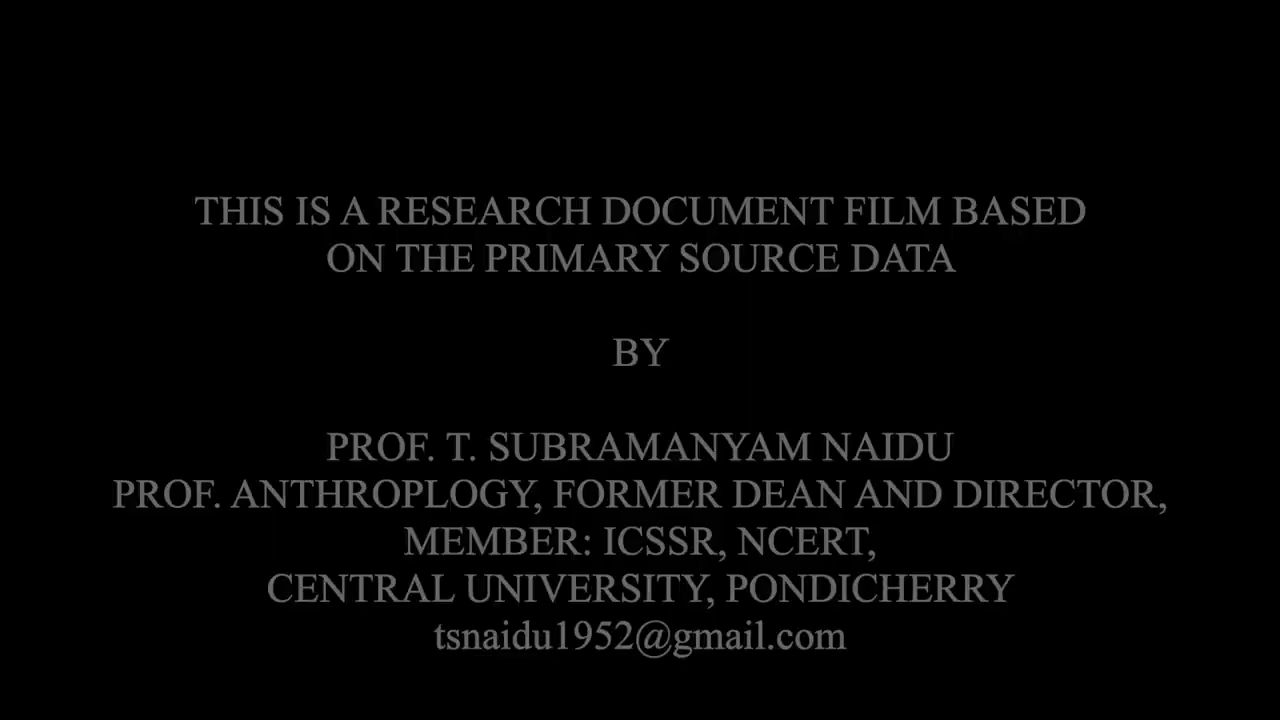 THIS IS A RESEARCH DOCUMENT FILM BASED
ON THE PRIMARY SOURCE DATA
BY
PROF. T. SUBRAMANYAM NAIDU
PROF. ANTHROPLOGY, FORMER DEAN AND DIRECTOR,
MEMBER: ICSSR, NCERT,
CENTRAL UNIVERSITY, PONDICHERRY
tsnaidu1952@gmail.com